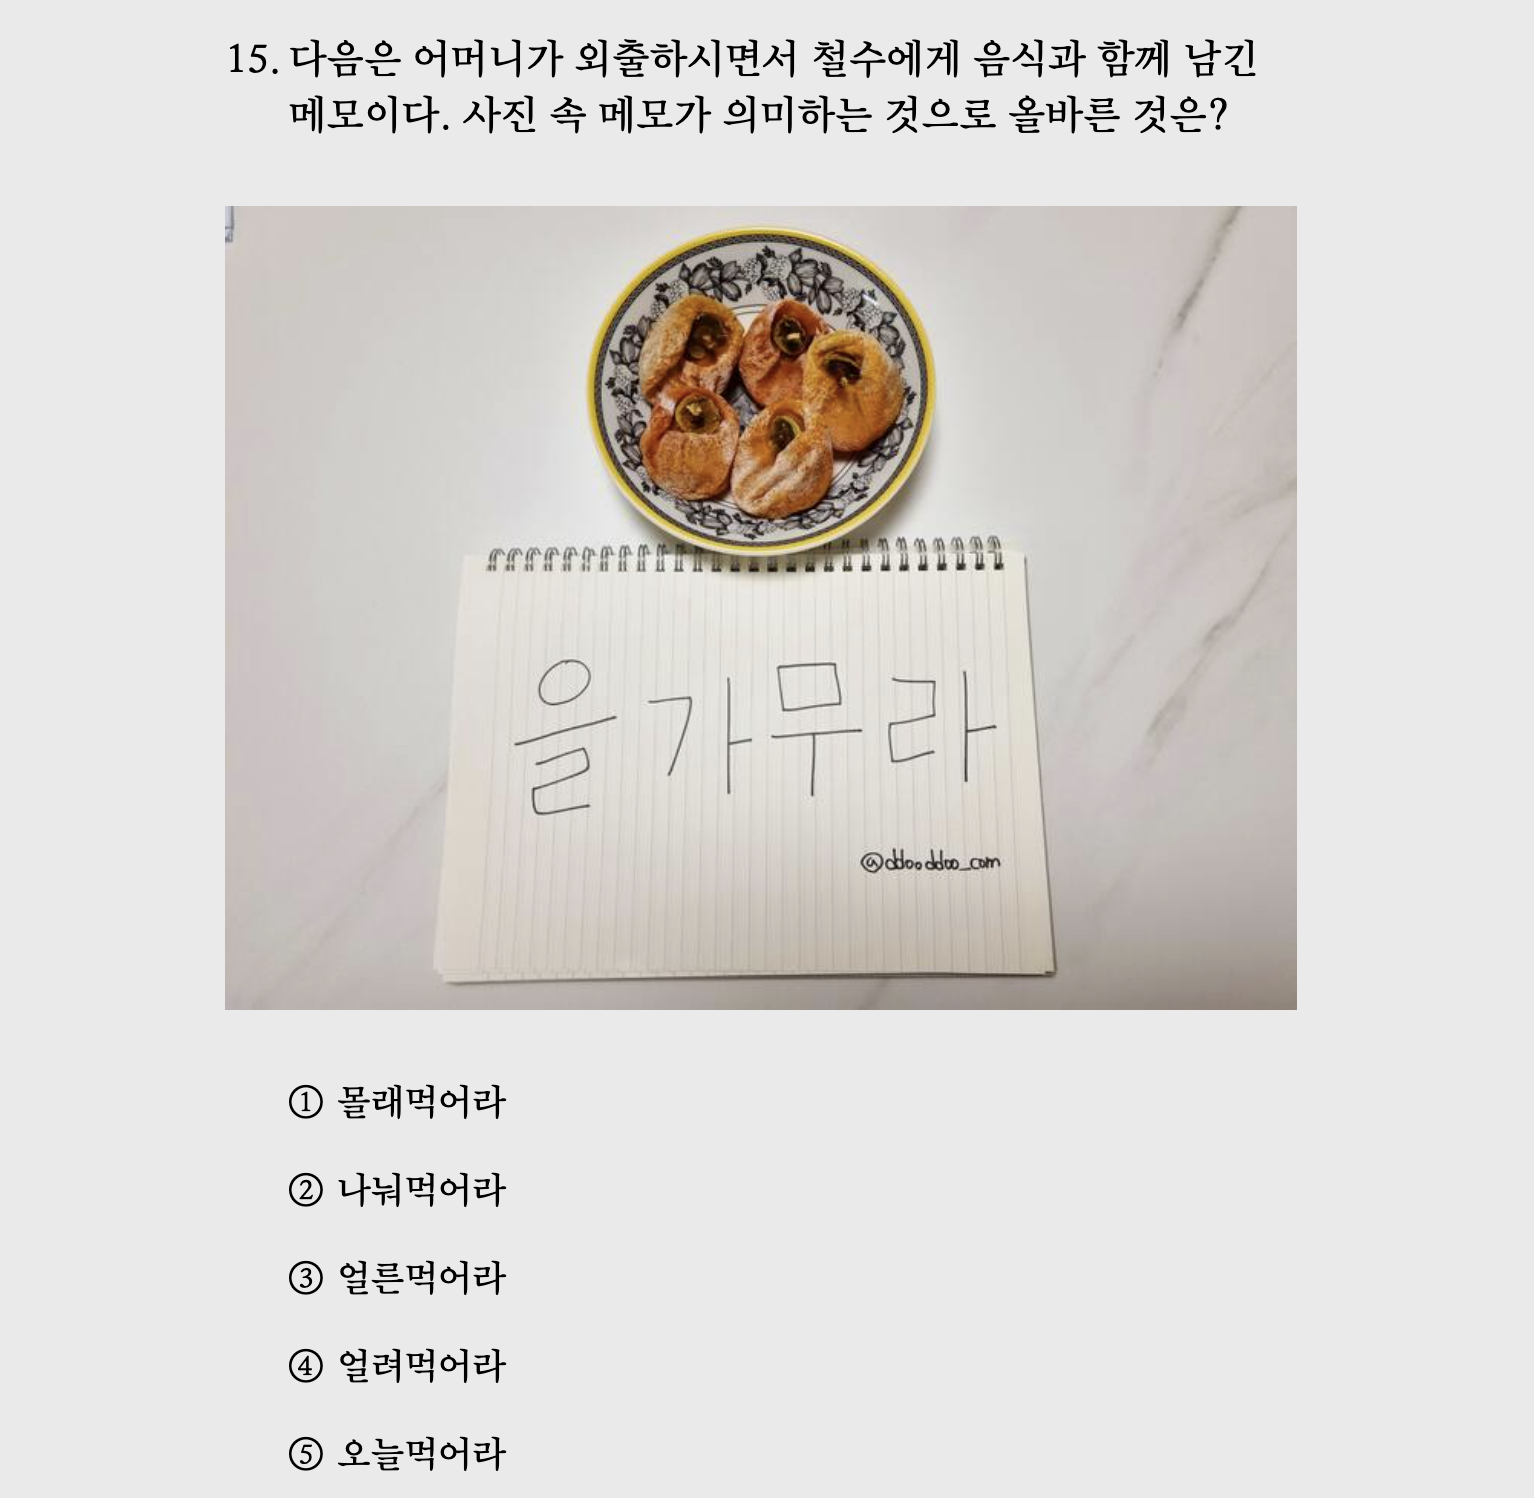 15. 다음은 어머니가 외출하시면서 철수에게 음식과 함께 남긴
메모이다. 사진 속 메모가 의미하는 것으로 올바른 것은?
을가무라
@ddooddoo_com
① 몰래먹어라
② 나눠먹어라
③ 얼른먹어라
④ 얼려먹어라
⑤ 오늘먹어라